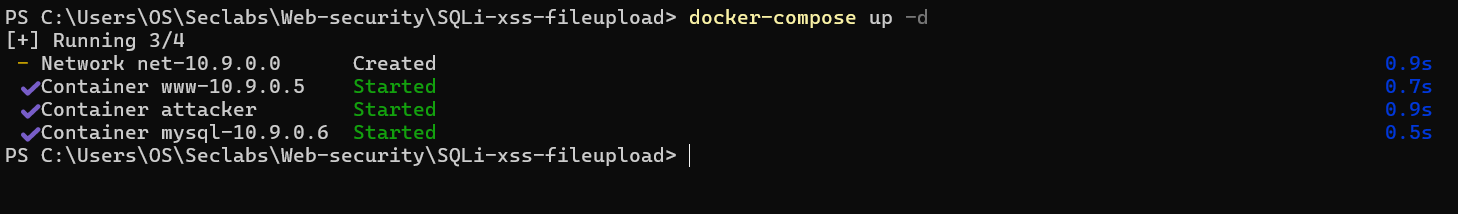 PS C:\Users\OS\Seclabs\Web-security\SQLi-xss-fileupload> docker-compose up -d
[+] Running 3/4
 - Network net-10.9.0.0      Created      0.9s
 ✔Container www-10.9.0.5    Started      0.7s
 ✔Container attacker        Started      0.9s
 ✔Container mysql-10.9.0.6  Started      0.5s
PS C:\Users\OS\Seclabs\Web-security\SQLi-xss-fileupload>